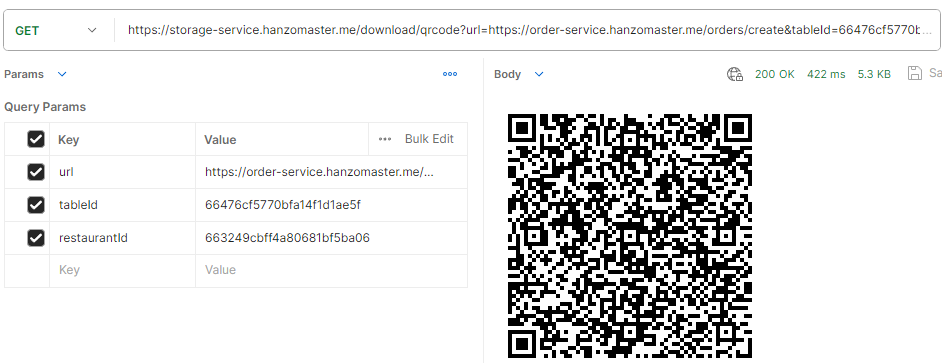 GET https://storage-service.hanzomaster.me/download/qrcode?url=https://order-service.hanzomaster.me/orders/create&tableId=66476cf5770b...
Params
Body 200 OK 422 ms 5.3 KB Sa
Query Params
Key Value Bulk Edit
url https://order-service.hanzomaster.me/...
tableId 66476cf5770bfa14f1d1ae5f
restaurantId 663249cbff4a80681bf5ba06
Key Value